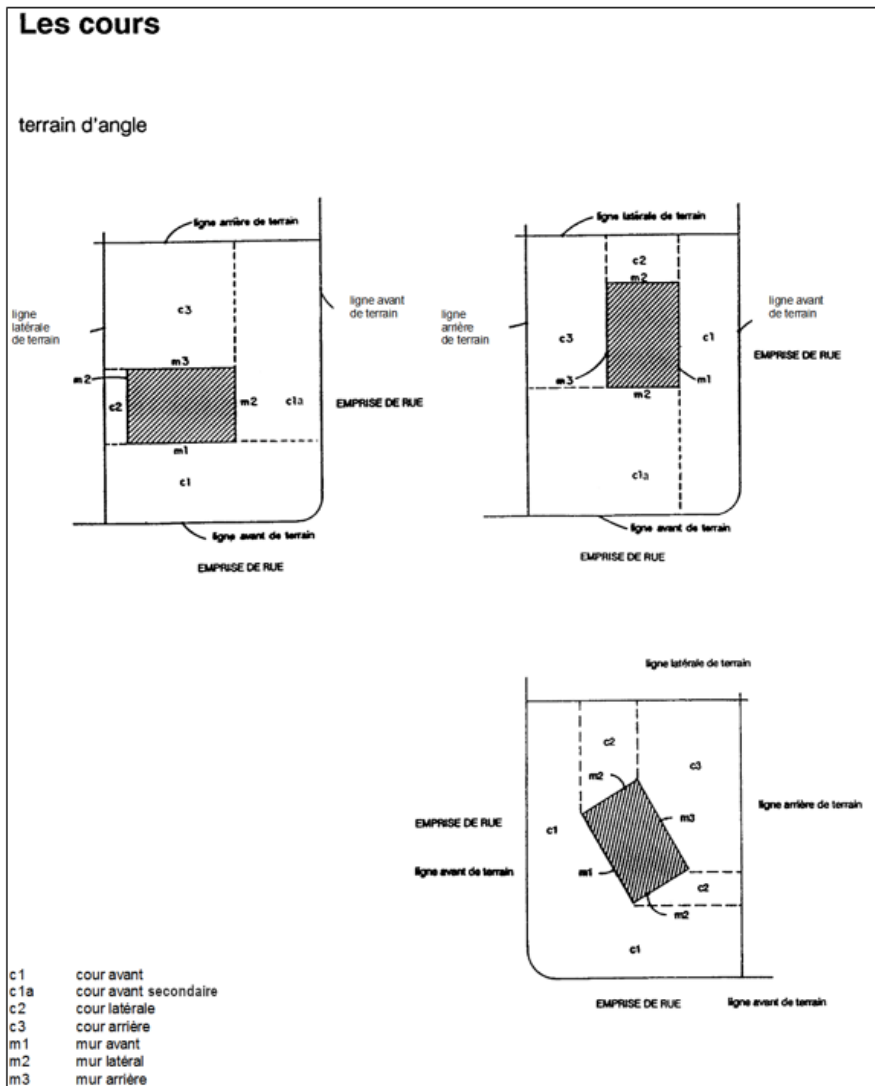 Les cours
terrain d'angle
ligne arrière de terrain
ligne
latérale
de terrain
ligne avant
de terrain
c3
m3
m2
c2
m2
c1a
EMPRISE DE RUE
m1
c1
ligne avant de terrain
EMPRISE DE RUE
ligne latérale de terrain
c2
m2
ligne
arrière
de terrain
ligne avant
de terrain
c3
c1
EMPRISE DE RUE
m3
m1
m2
c1a
ligne avant de terrain
EMPRISE DE RUE
ligne latérale de terrain
c2
c3
m2
ligne arrière de terrain
EMPRISE DE RUE
c1
m3
ligne avant de terrain
m1
c2
m2
c1
EMPRISE DE RUE
ligne avant de terrain
c1 cour avant
c1a cour avant secondaire
c2 cour latérale
c3 cour arrière
m1 mur avant
m2 mur latéral
m3 mur arrière